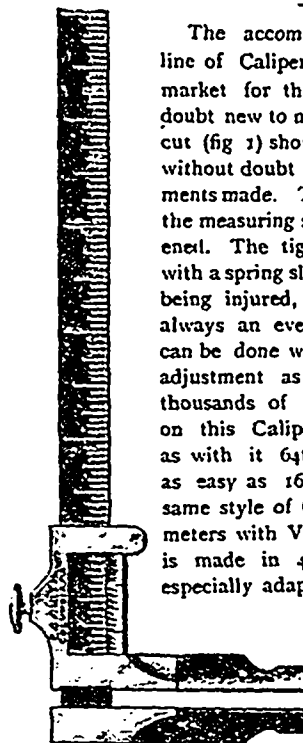 The accom
line of Caliper
market for th
doubt new to m
cut (fig 1) sho
without doubt
ments made. T
the measuring s
ened. The tig
with a spring sl
being injured,
always an eve
can be done w
adjustment as
thousands of
on this Calip
as with it 64t
as easy as 16
same style of C
meters with V
is made in 4
especially adap